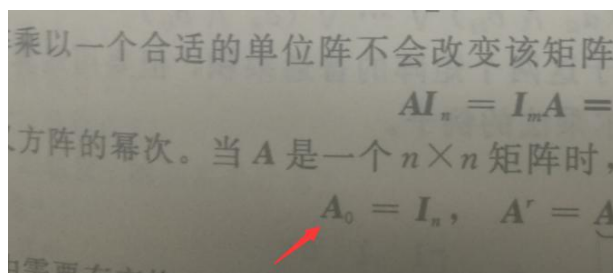 乘以一个合适的单位阵不会改变该矩阵
AIₙ = IₘA =
方阵的幂次。当 A 是一个 n×n 矩阵时,
A₀ = Iₙ, Aʳ = A